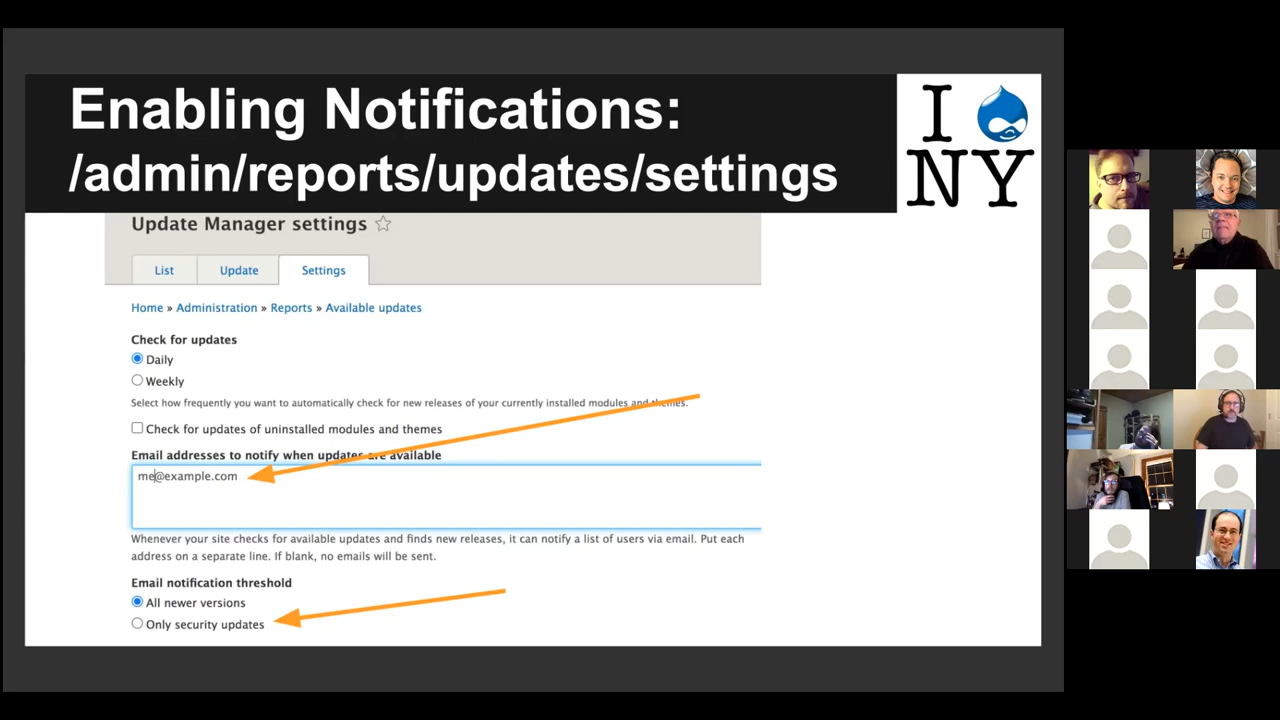 Enabling Notifications:
/admin/reports/updates/settings
I
NY
Update Manager settings
List
Update
Settings
Home » Administration » Reports » Available updates
Check for updates
Daily
Weekly
Select how frequently you want to automatically check for new releases of your currently installed modules and themes.
Check for updates of uninstalled modules and themes
Email addresses to notify when updates are available
me@example.com
Whenever your site checks for available updates and finds new releases, it can notify a list of users via email. Put each
address on a separate line. If blank, no emails will be sent.
Email notification threshold
All newer versions
Only security updates